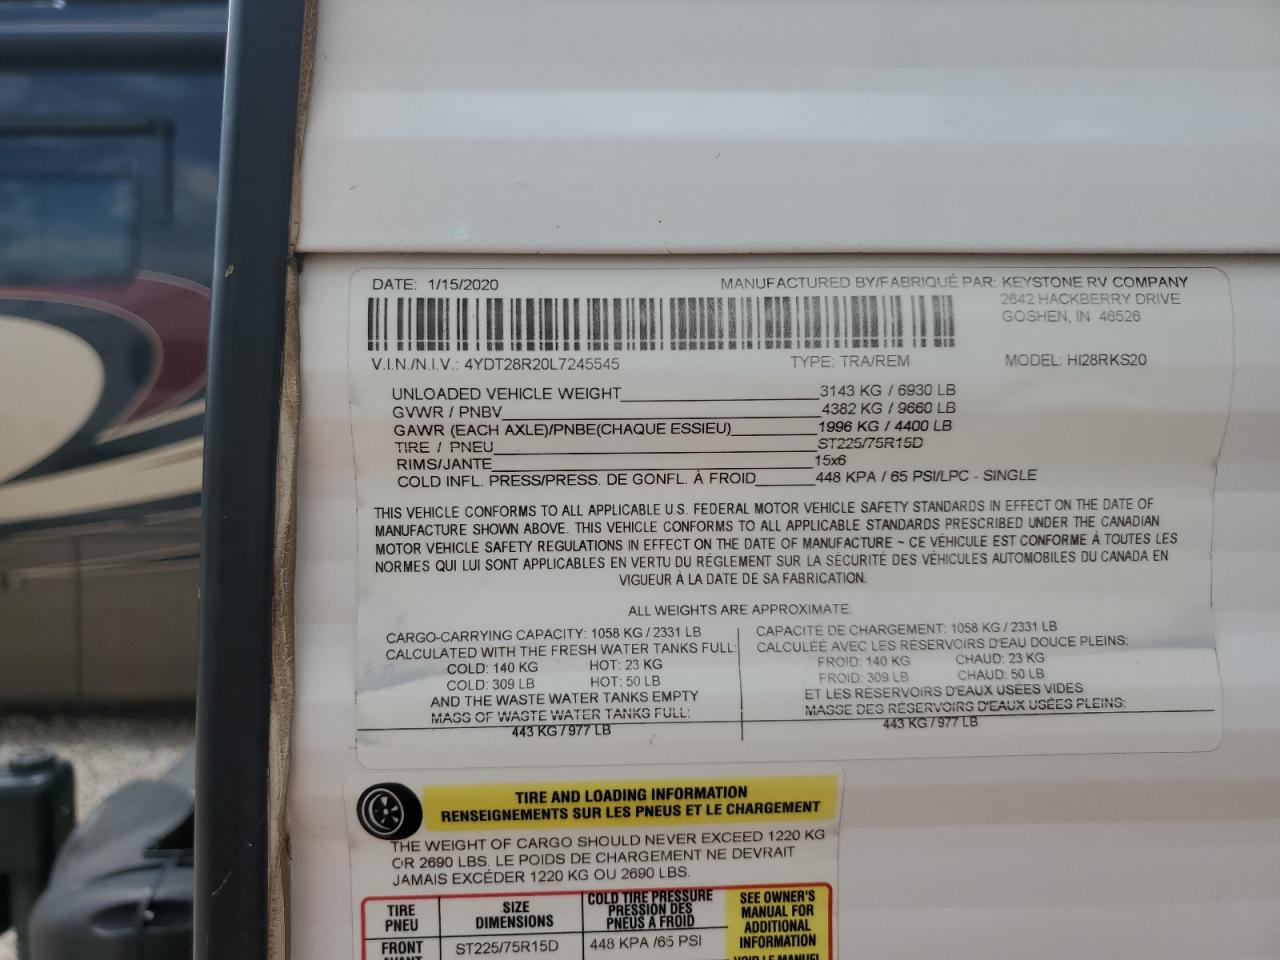 DATE: 1/15/2020
MANUFACTURED BY/FABRIQUÉ PAR: KEYSTONE RV COMPANY
2642 HACKBERRY DRIVE
GOSHEN, IN 46526
V.I.N./N.I.V.: 4YDT28R20L7245545 TYPE: TRA/REM MODEL: HI28RKS20
UNLOADED VEHICLE WEIGHT 3143 KG / 6930 LB
GVWR / PNBV 4382 KG / 9660 LB
GAWR (EACH AXLE)/PNBE(CHAQUE ESSIEU) 1996 KG / 4400 LB
TIRE / PNEU ST225/75R15D
RIMS/JANTE 15x6
COLD INFL. PRESS/PRESS. DE GONFL. À FROID 448 KPA / 65 PSI/LPC - SINGLE
THIS VEHICLE CONFORMS TO ALL APPLICABLE U.S. FEDERAL MOTOR VEHICLE SAFETY STANDARDS IN EFFECT ON THE DATE OF
MANUFACTURE SHOWN ABOVE. THIS VEHICLE CONFORMS TO ALL APPLICABLE STANDARDS PRESCRIBED UNDER THE CANADIAN
MOTOR VEHICLE SAFETY REGULATIONS IN EFFECT ON THE DATE OF MANUFACTURE ~ CE VÉHICULE EST CONFORME À TOUTES LES
NORMES QUI LUI SONT APPLICABLES EN VERTU DU RÈGLEMENT SUR LA SÉCURITÉ DES VÉHICULES AUTOMOBILES DU CANADA EN
VIGUEUR À LA DATE DE SA FABRICATION.
ALL WEIGHTS ARE APPROXIMATE.
CARGO-CARRYING CAPACITY: 1058 KG / 2331 LB
CALCULATED WITH THE FRESH WATER TANKS FULL:
COLD: 140 KG HOT: 23 KG
COLD: 309 LB HOT: 50 LB
AND THE WASTE WATER TANKS EMPTY
MASS OF WASTE WATER TANKS FULL:
443 KG / 977 LB
CAPACITÉ DE CHARGEMENT: 1058 KG / 2331 LB
CALCULÉE AVEC LES RÉSERVOIRS D'EAU DOUCE PLEINS:
FROID: 140 KG CHAUD: 23 KG
FROID: 309 LB CHAUD: 50 LB
ET LES RÉSERVOIRS D'EAUX USÉES VIDES
MASSE DES RÉSERVOIRS D'EAUX USÉES PLEINS:
443 KG / 977 LB
TIRE AND LOADING INFORMATION
RENSEIGNEMENTS SUR LES PNEUS ET LE CHARGEMENT
THE WEIGHT OF CARGO SHOULD NEVER EXCEED 1220 KG
OR 2690 LBS. LE POIDS DE CHARGEMENT NE DEVRAIT
JAMAIS EXCÉDER 1220 KG OU 2690 LBS.
TIRE
PNEU
SIZE
DIMENSIONS
COLD TIRE PRESSURE
PRESSION DES
PNEUS A FROID
SEE OWNER'S
MANUAL FOR
ADDITIONAL
INFORMATION
VOIR LE MANUEL
FRONT
AVANT
ST225/75R15D
448 KPA /65 PSI